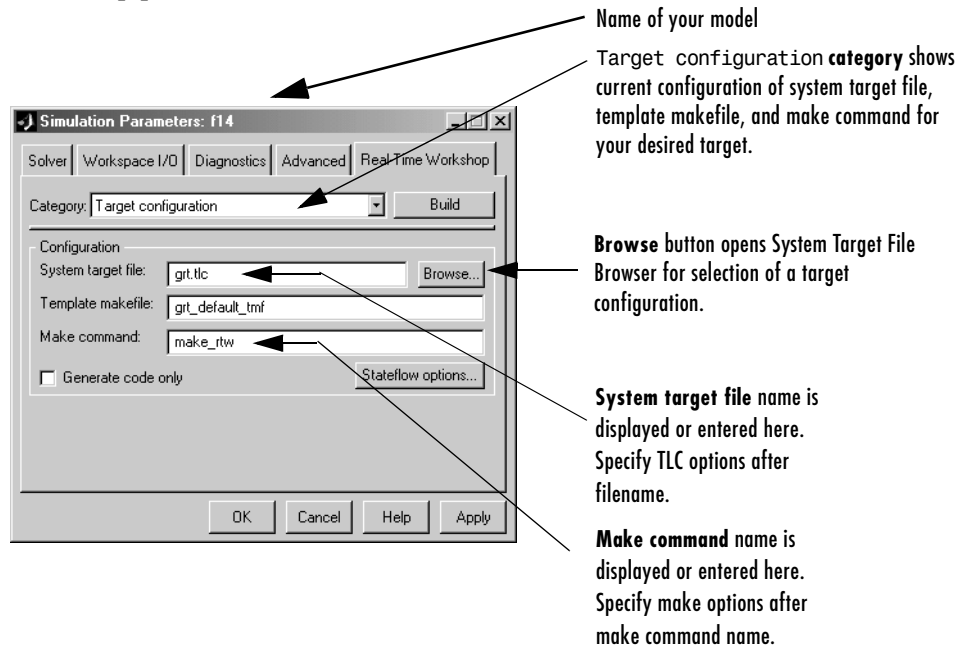 Name of your model
Target configuration category shows
current configuration of system target file,
template makefile, and make command for
your desired target.
Simulation Parameters: f14
Solver
Workspace I/O
Diagnostics
Advanced
Real-Time Workshop
Category:
Target configuration
Build
Browse button opens System Target File
Browser for selection of a target
configuration.
Configuration
System target file:
grt.tlc
Browse...
Template makefile:
grt_default_tmf
Make command:
make_rtw
Generate code only
Stateflow options...
System target file name is
displayed or entered here.
Specify TLC options after
filename.
OK
Cancel
Help
Apply
Make command name is
displayed or entered here.
Specify make options after
make command name.